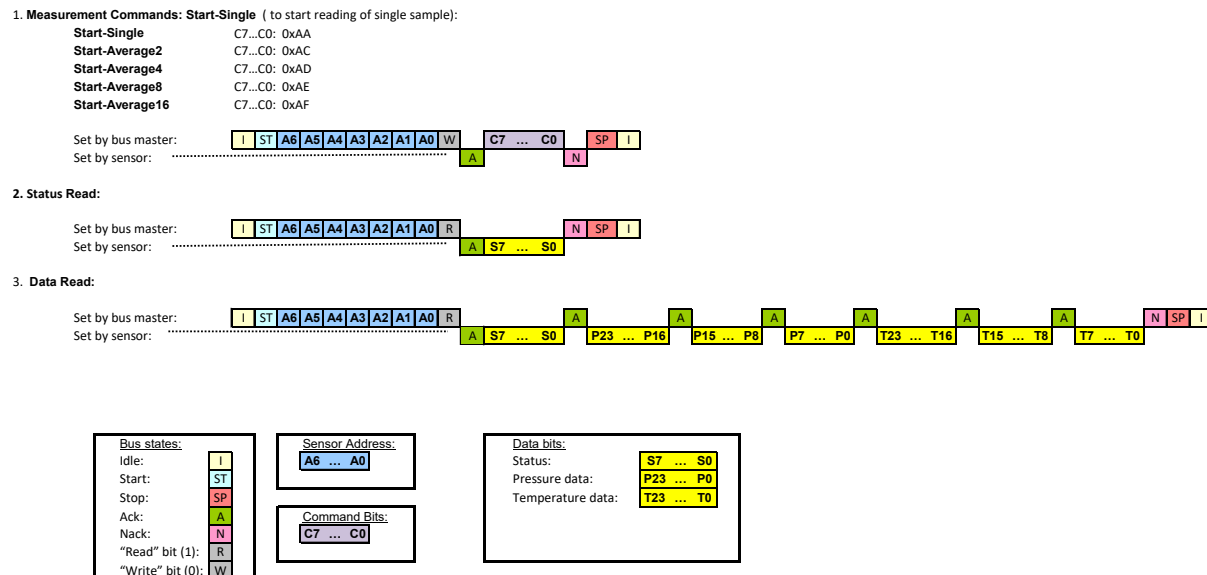 1. Measurement Commands: Start-Single ( to start reading of single sample):
Start-Single C7…C0: 0xAA
Start-Average2 C7…C0: 0xAC
Start-Average4 C7…C0: 0xAD
Start-Average8 C7…C0: 0xAE
Start-Average16 C7…C0: 0xAF
Set by bus master: I ST A6 A5 A4 A3 A2 A1 A0 W C7 … C0 SP I
Set by sensor: A N
2. Status Read:
Set by bus master: I ST A6 A5 A4 A3 A2 A1 A0 R N SP I
Set by sensor: A S7 … S0
3. Data Read:
Set by bus master: I ST A6 A5 A4 A3 A2 A1 A0 R A A A A A A N SP I
Set by sensor: A S7 … S0 P23 … P16 P15 … P8 P7 … P0 T23 … T16 T15 … T8 T7 … T0
Bus states:
Idle: I
Start: ST
Stop: SP
Ack: A
Nack: N
“Read” bit (1): R
“Write” bit (0): W
Sensor Address:
A6 … A0
Command Bits:
C7 … C0
Data bits:
Status: S7 … S0
Pressure data: P23 … P0
Temperature data: T23 … T0